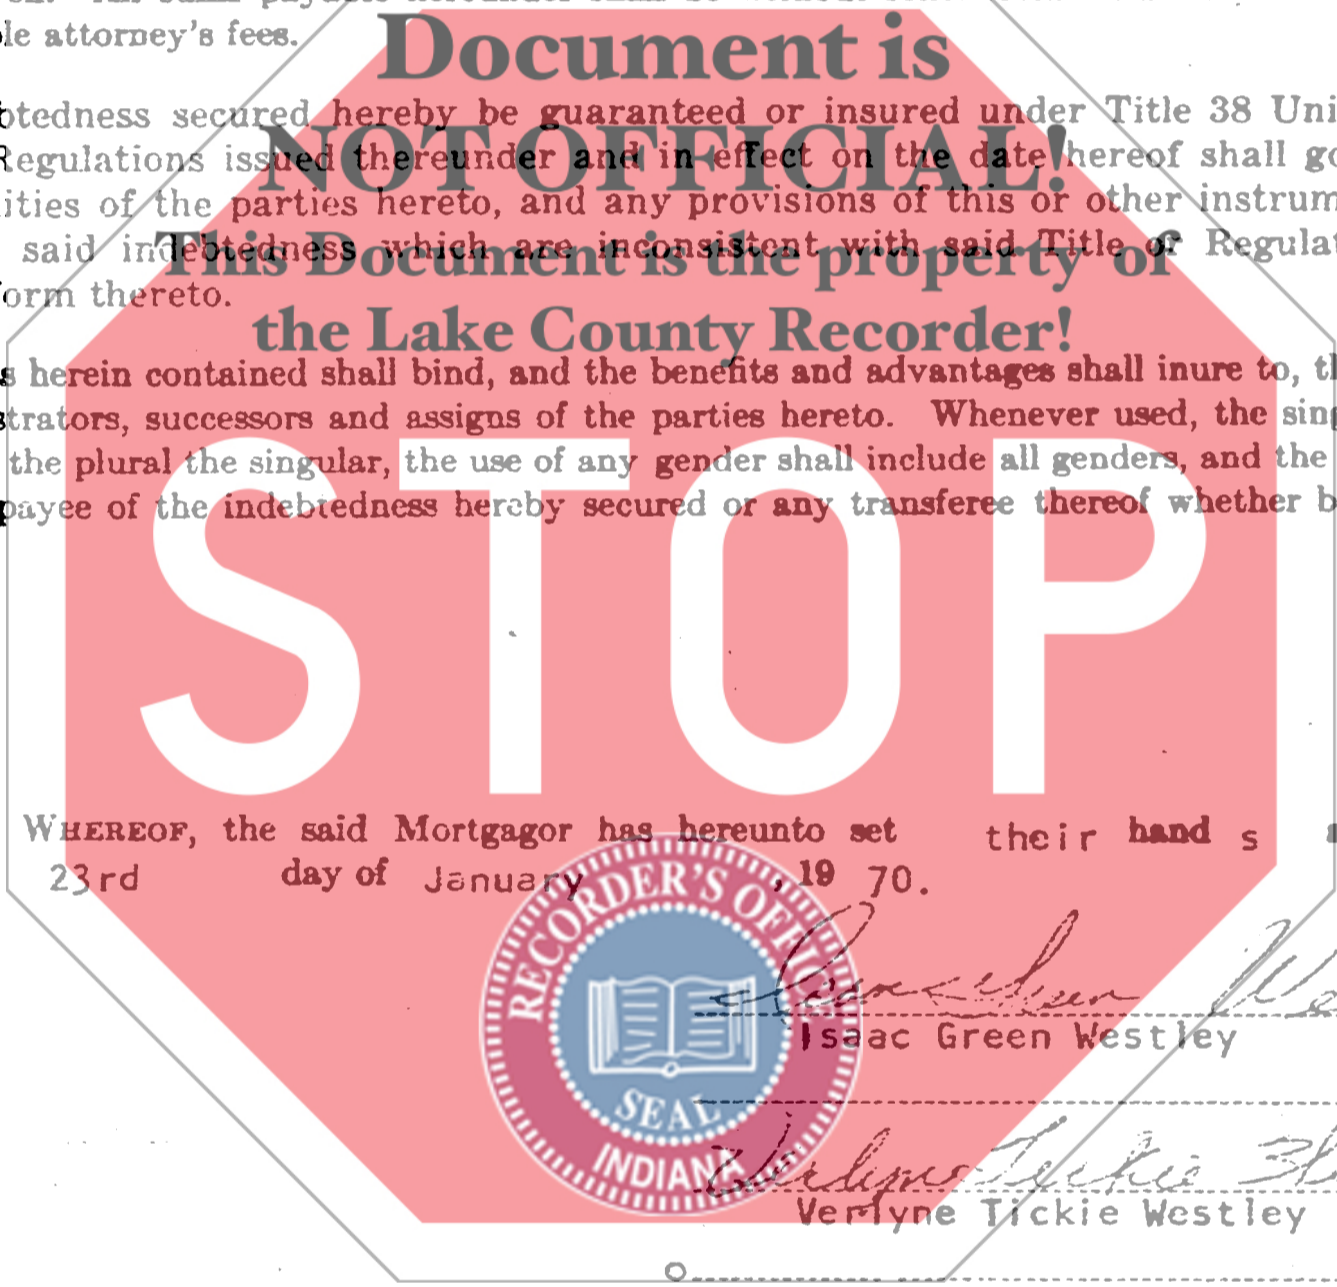 le attorney's fees.
Document is
btedness secured hereby be guaranteed or insured under Title 38 Uni
NOT OFFICIAL!
Regulations issued thereunder and in effect on the date hereof shall go
ities of the parties hereto, and any provisions of this or other instrum
said indebtedness which are inconsistent with said Title of Regulat
This Document is the property of
orm thereto.
the Lake County Recorder!
s herein contained shall bind, and the benefits and advantages shall inure to, th
strators, successors and assigns of the parties hereto. Whenever used, the sing
the plural the singular, the use of any gender shall include all genders, and the
payee of the indebtedness hereby secured or any transferee thereof whether b
STOP
WHEREOF, the said Mortgagor has hereunto set their hand s
23rd day of January, 19 70.
RECORDER'S OFFICE
Isaac Green Westley
SEAL
INDIANA
Verlyne Tickie Westley